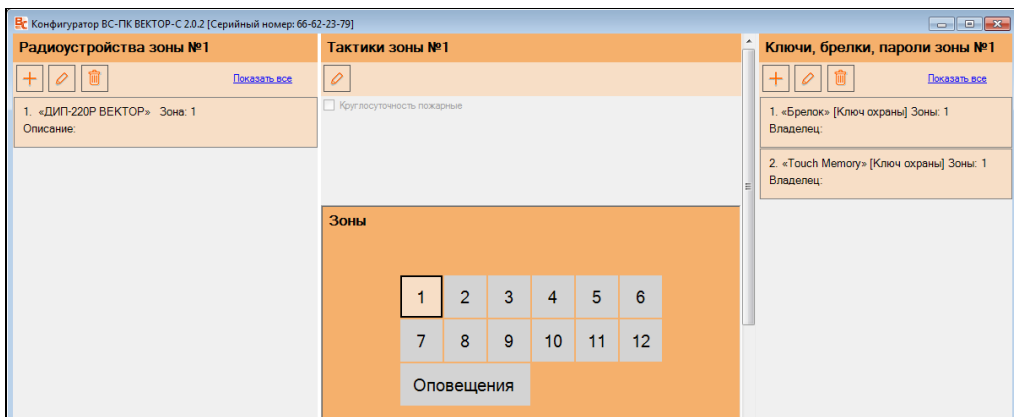 Конфигуратор ВС-ПК ВЕКТОР-С 2.0.2 [Серийный номер: 66-62-23-79]
Радиоустройства зоны №1
Показать все
1. «ДИП-220Р ВЕКТОР» Зона: 1
Описание:
Тактики зоны №1
Круглосуточность пожарные
Зоны
1 2 3 4 5 6
7 8 9 10 11 12
Оповещения
Ключи, брелки, пароли зоны №1
Показать все
1. «Брелок» [Ключ охраны] Зоны: 1
Владелец:
2. «Touch Memory» [Ключ охраны] Зоны: 1
Владелец: